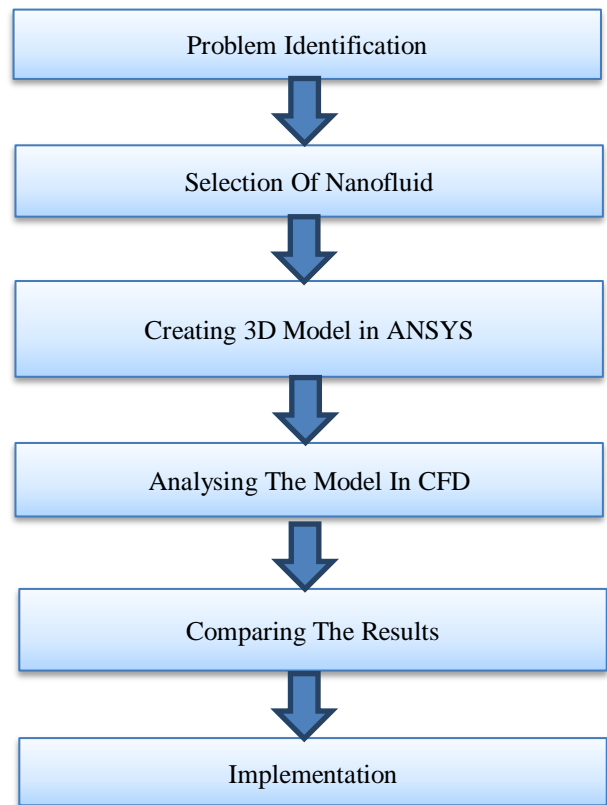 Problem Identification
Selection Of Nanofluid
Creating 3D Model in ANSYS
Analysing The Model In CFD
Comparing The Results
Implementation